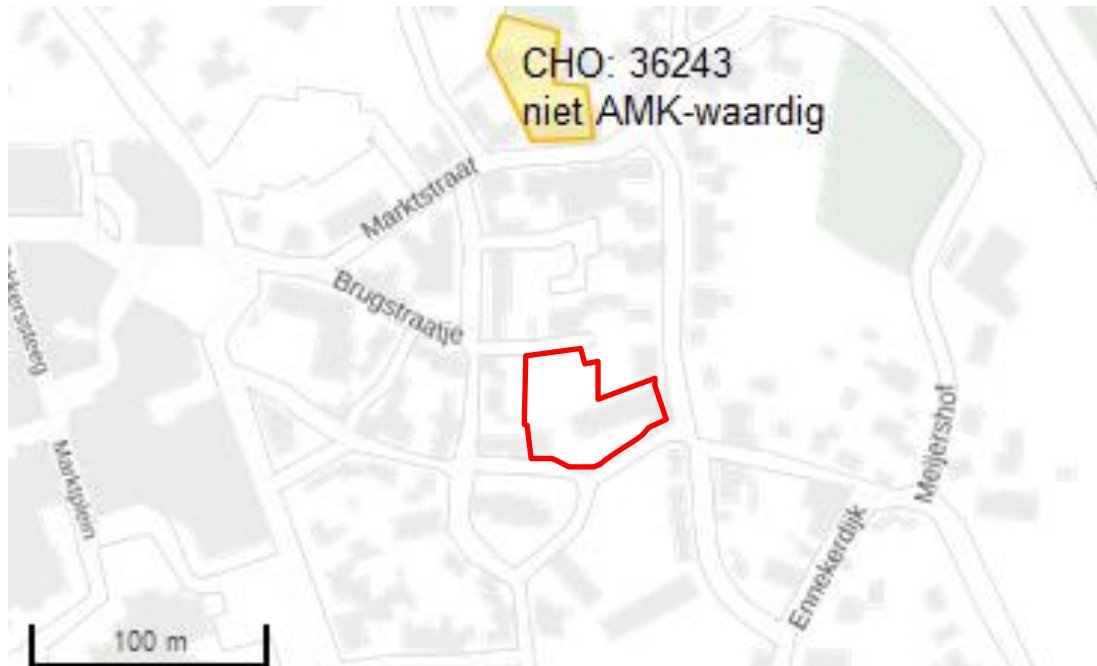 CHO: 36243
niet AMK-waardig
Marktstraat
Brugstraatje
Marktplein
Meijershof
Ennekerdijk
100 m